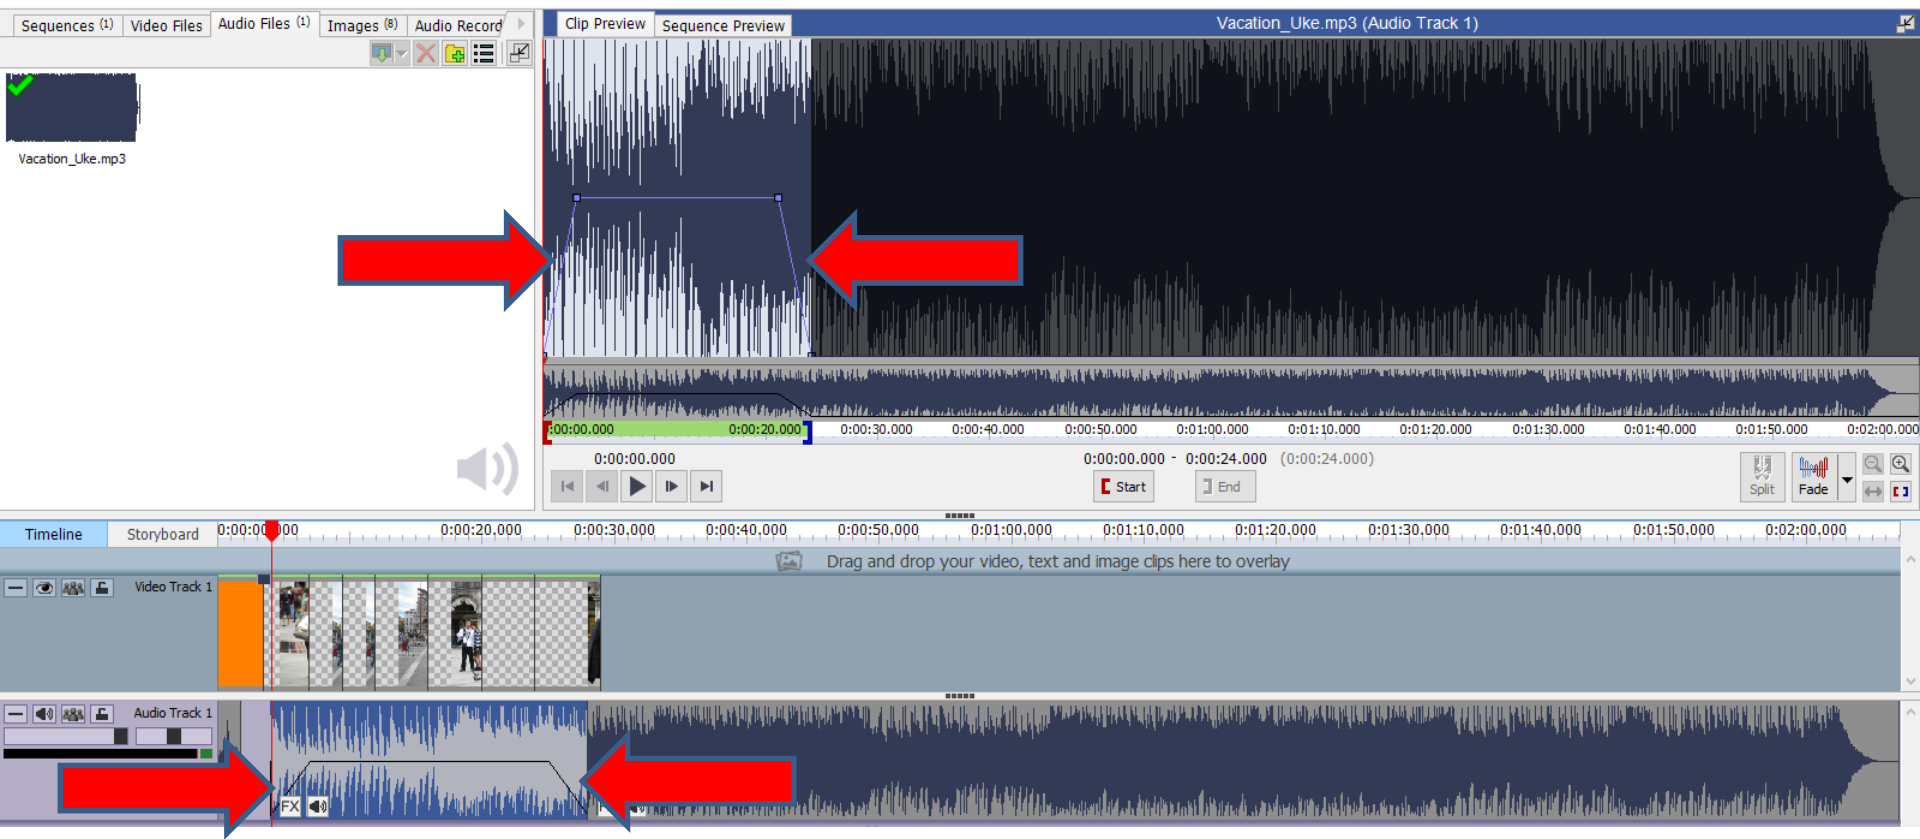 Sequences (1) Video Files Audio Files (1) Images (8) Audio Record
Clip Preview Sequence Preview Vacation_Uke.mp3 (Audio Track 1)
Vacation_Uke.mp3
:00:00.000 0:00:20.000 0:00:30.000 0:00:40.000 0:00:50.000 0:01:00.000 0:01:10.000 0:01:20.000 0:01:30.000 0:01:40.000 0:01:50.000 0:02:00.000
0:00:00.000 0:00:00.000 - 0:00:24.000 (0:00:24.000)
Start End Split Fade
Timeline Storyboard 0:00:00.000 0:00:20.000 0:00:30.000 0:00:40.000 0:00:50.000 0:01:00.000 0:01:10.000 0:01:20.000 0:01:30.000 0:01:40.000 0:01:50.000 0:02:00.000
Drag and drop your video, text and image clips here to overlay
Video Track 1
Audio Track 1
FX